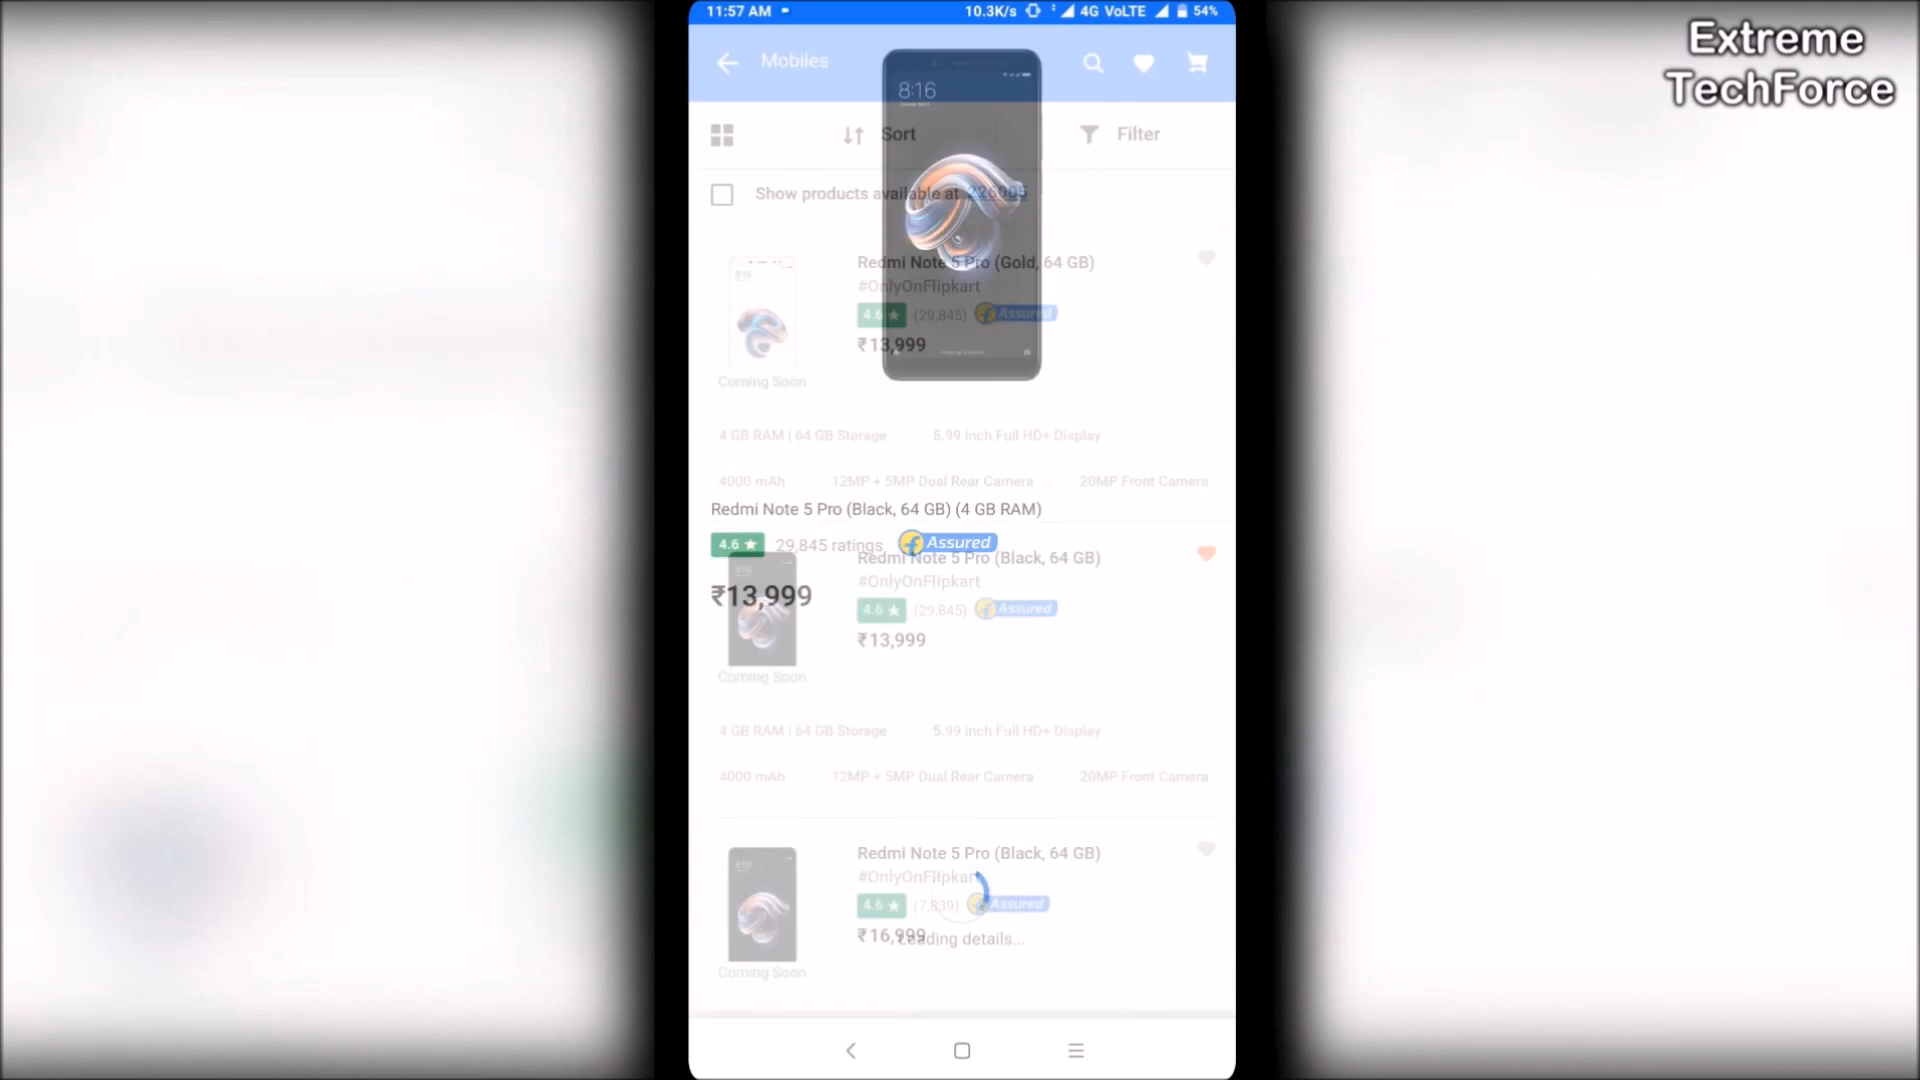 Extreme
TechForce
11:57 AM
10.3K/s
4G VoLTE
54%
Mobiles
8:16
Sort
Filter
Show products available at 226005
8:16
Redmi Note 5 Pro (Gold, 64 GB)
#OnlyOnFlipkart
4.6 ★ (29,845) Assured
₹13,999
Coming Soon
4 GB RAM | 64 GB Storage
5.99 inch Full HD+ Display
4000 mAh
12MP + 5MP Dual Rear Camera
20MP Front Camera
Redmi Note 5 Pro (Black, 64 GB) (4 GB RAM)
4.6 ★ 29,845 ratings Assured
₹13,999
Redmi Note 5 Pro (Black, 64 GB)
#OnlyOnFlipkart
4.6 ★ (29,845) Assured
₹13,999
Coming Soon
4 GB RAM | 64 GB Storage
5.99 inch Full HD+ Display
4000 mAh
12MP + 5MP Dual Rear Camera
20MP Front Camera
Redmi Note 5 Pro (Black, 64 GB)
#OnlyOnFlipkart
4.6 ★ (7,839) Assured
₹16,999
Loading details...
Coming Soon